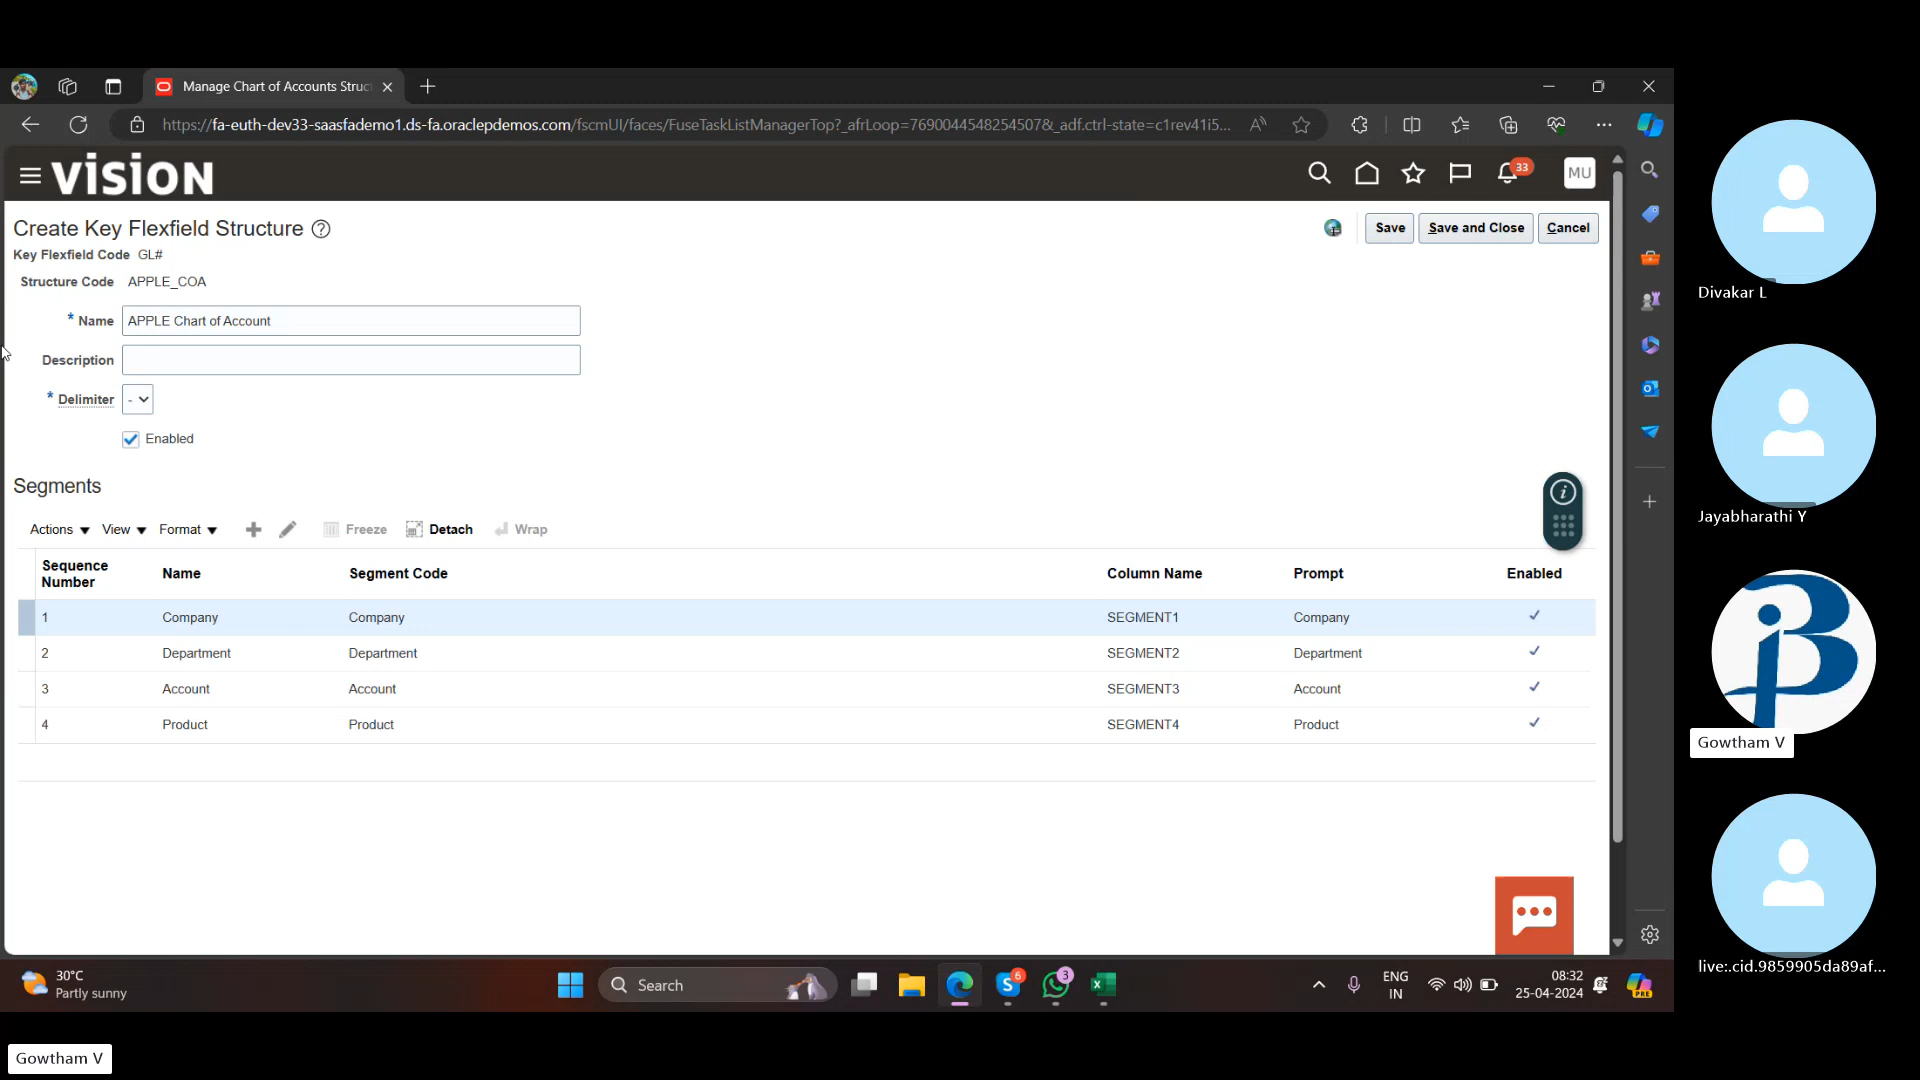 Manage Chart of Accounts Struc
https://fa-euth-dev33-saasfademo1.ds-fa.oraclepdemos.com/fscmUI/faces/FuseTaskListManagerTop?_afrLoop=7690044548254507&_adf.ctrl-state=c1rev41i5...
VISION
33
MU
Create Key Flexfield Structure ?
Save
Save and Close
Cancel
Key Flexfield Code GL#
Structure Code APPLE_COA
* Name APPLE Chart of Account
Description
* Delimiter -
Enabled
Segments
Actions View Format Freeze Detach Wrap
Sequence Number Name Segment Code Column Name Prompt Enabled
1 Company Company SEGMENT1 Company
2 Department Department SEGMENT2 Department
3 Account Account SEGMENT3 Account
4 Product Product SEGMENT4 Product
Divakar L
Jayabharathi Y
Gowtham V
live:.cid.9859905da89af...
30°C
Partly sunny
Search
6
3
ENG
IN
08:32
25-04-2024
PRE
Gowtham V